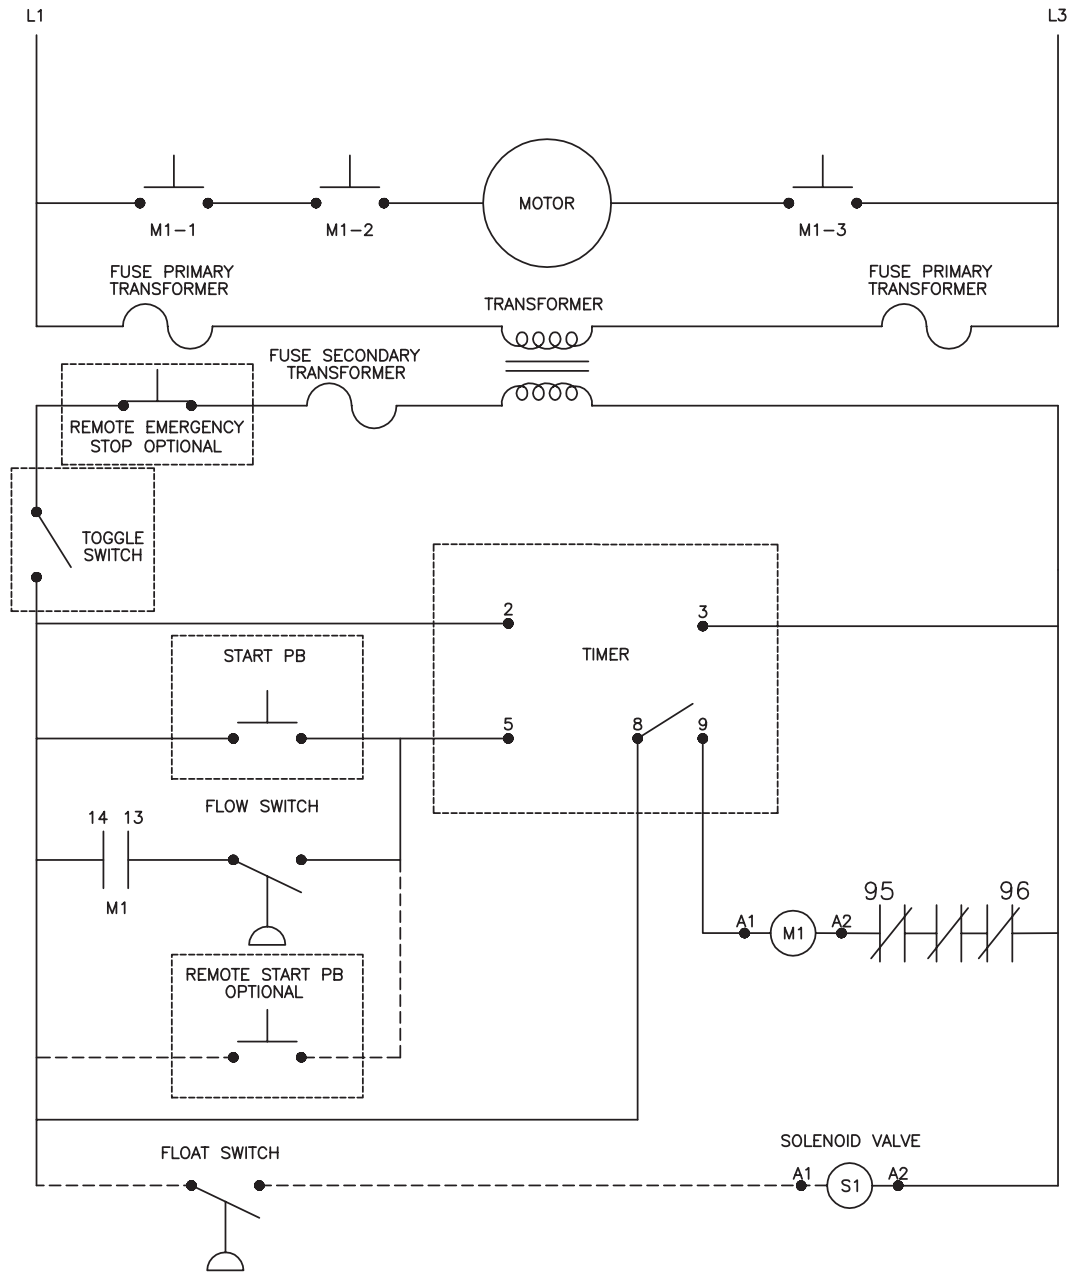 L1
L3
MOTOR
M1-1
M1-2
M1-3
FUSE PRIMARY
TRANSFORMER
TRANSFORMER
FUSE PRIMARY
TRANSFORMER
FUSE SECONDARY
TRANSFORMER
REMOTE EMERGENCY
STOP OPTIONAL
TOGGLE
SWITCH
2
3
TIMER
START PB
5
8
9
FLOW SWITCH
14
13
M1
95
96
A1
M1
A2
REMOTE START PB
OPTIONAL
FLOAT SWITCH
SOLENOID VALVE
A1
S1
A2